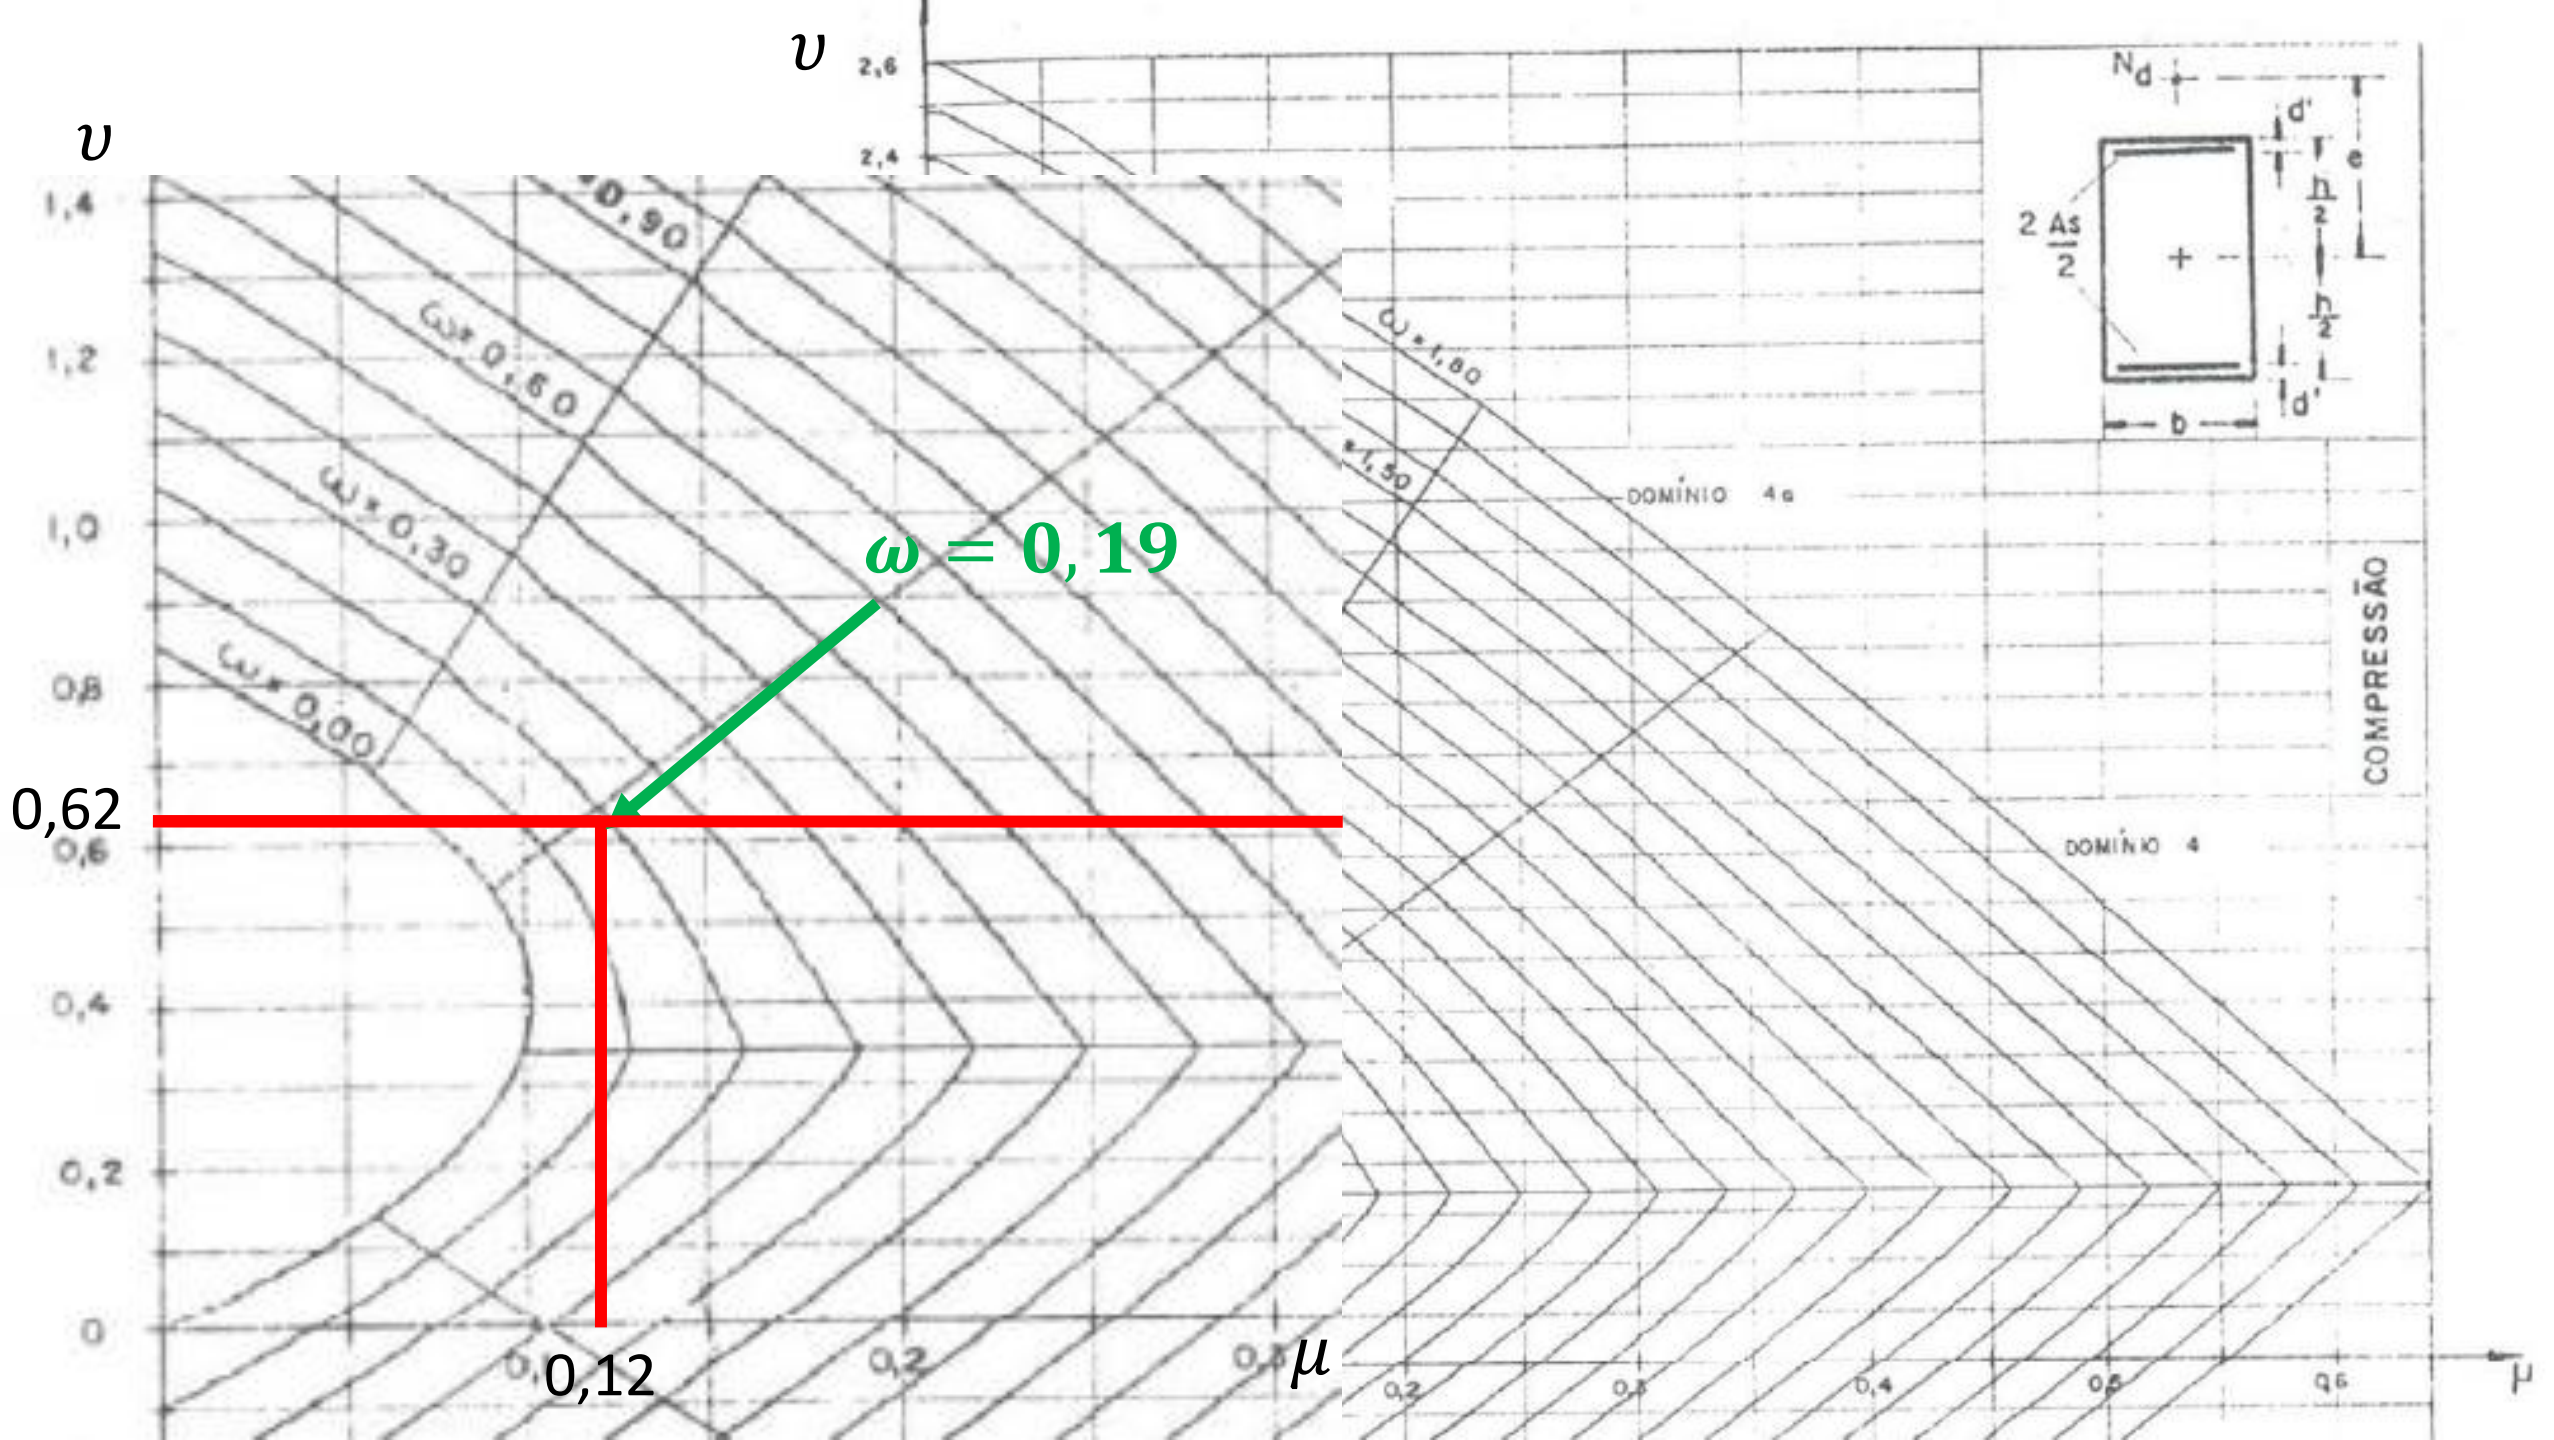 υ
2,6
2,4
υ
1,4
1,2
1,0
0,8
0,62
0,6
0,4
0,2
0
0,90
ω = 0,60
ω = 0,30
ω = 0,00
ω = 0,19
0,12
0,2
0,3
μ
ω = 1,80
= 1,50
DOMÍNIO 4a
DOMÍNIO 4
COMPRESSÃO
Nd
d'
e
h
2
2 As
2
+
h
2
d'
b
0,2
0,3
0,4
0,5
0,6
μ